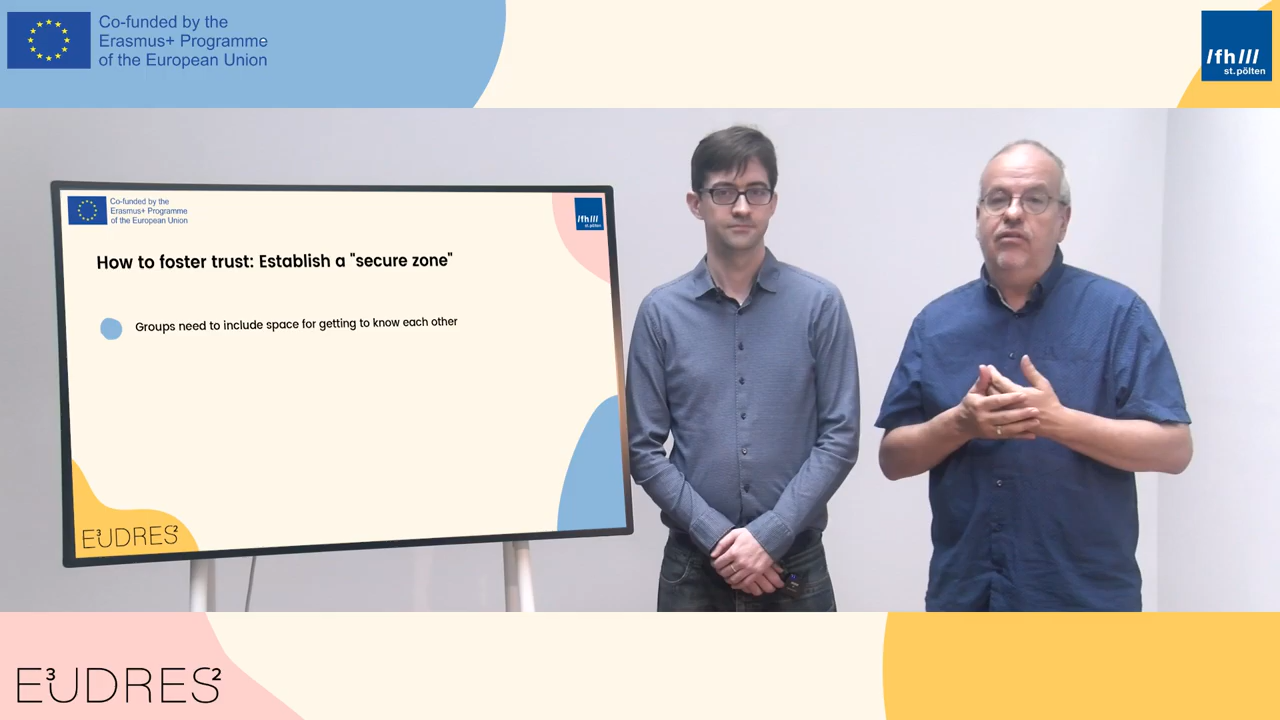 Co-funded by the
Erasmus+ Programme
of the European Union
/fh///
st.pölten
Co-funded by the
Erasmus+ Programme
of the European Union
/fh///
st.pölten
How to foster trust: Establish a "secure zone"
Groups need to include space for getting to know each other
E³UDRES²
E³UDRES²